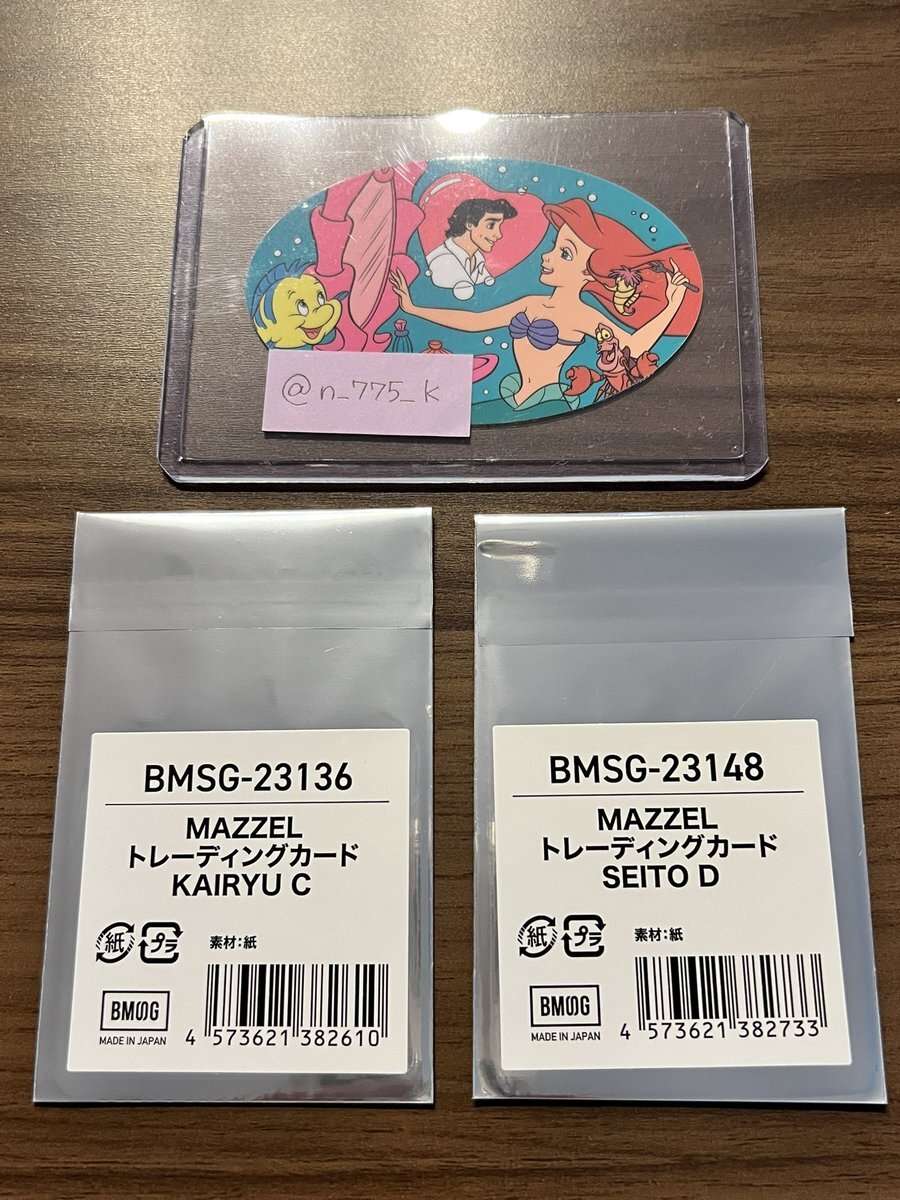 @n_775_k
BMSG-23136
MAZZEL
トレーディングカード
KAIRYU C
紙
プラ
素材:紙
BMSG
MADE IN JAPAN
4 573621 382610
BMSG-23148
MAZZEL
トレーディングカード
SEITO D
紙
プラ
素材:紙
BMSG
MADE IN JAPAN
4 573621 382733